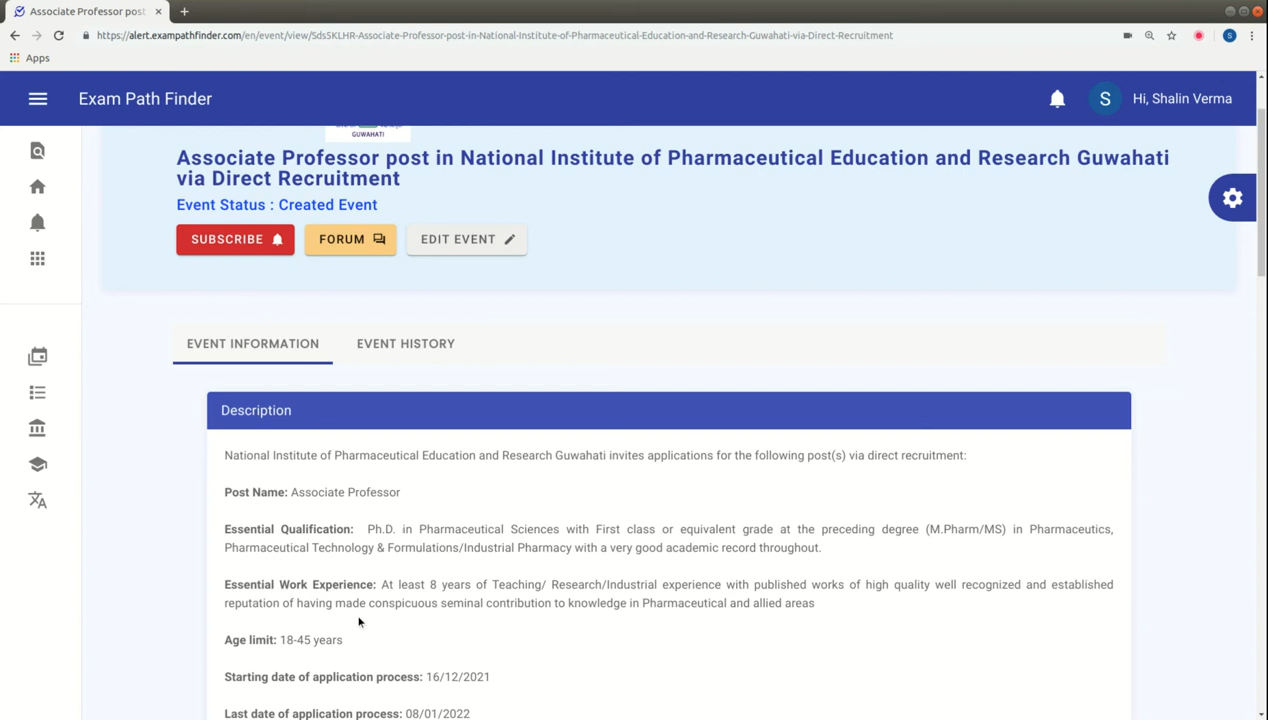 Associate Professor post
https://alert.exampathfinder.com/en/event/view/Sds5KLHR-Associate-Professor-post-in-National-Institute-of-Pharmaceutical-Education-and-Research-Guwahati-via-Direct-Recruitment
S
Apps
Exam Path Finder
S
Hi, Shalin Verma
GUWAHATI
Associate Professor post in National Institute of Pharmaceutical Education and Research Guwahati
via Direct Recruitment
Event Status : Created Event
SUBSCRIBE
FORUM
EDIT EVENT
EVENT INFORMATION
EVENT HISTORY
Description
National Institute of Pharmaceutical Education and Research Guwahati invites applications for the following post(s) via direct recruitment:
Post Name: Associate Professor
Essential Qualification: Ph.D. in Pharmaceutical Sciences with First class or equivalent grade at the preceding degree (M.Pharm/MS) in Pharmaceutics,
Pharmaceutical Technology & Formulations/Industrial Pharmacy with a very good academic record throughout.
Essential Work Experience: At least 8 years of Teaching/ Research/Industrial experience with published works of high quality well recognized and established
reputation of having made conspicuous seminal contribution to knowledge in Pharmaceutical and allied areas
Age limit: 18-45 years
Starting date of application process: 16/12/2021
Last date of application process: 08/01/2022